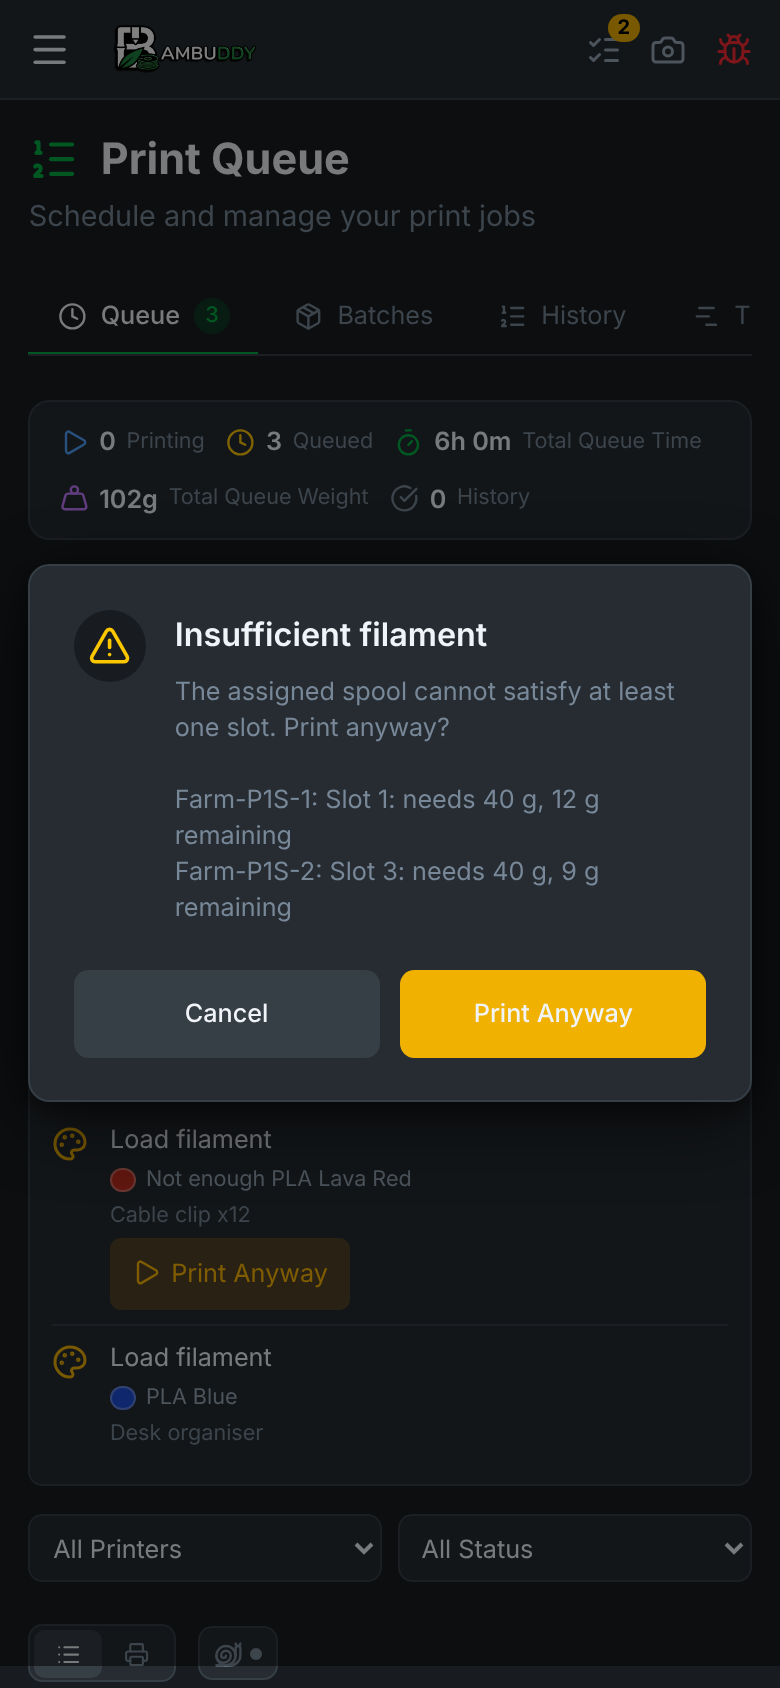 2
AMBUDDY
Print Queue
Schedule and manage your print jobs
Queue 3 Batches History T
0 Printing 3 Queued 6h 0m Total Queue Time
102g Total Queue Weight 0 History
Insufficient filament
The assigned spool cannot satisfy at least
one slot. Print anyway?
Farm-P1S-1: Slot 1: needs 40 g, 12 g
remaining
Farm-P1S-2: Slot 3: needs 40 g, 9 g
remaining
Cancel Print Anyway
Load filament
Not enough PLA Lava Red
Cable clip x12
Print Anyway
Load filament
PLA Blue
Desk organiser
All Printers All Status